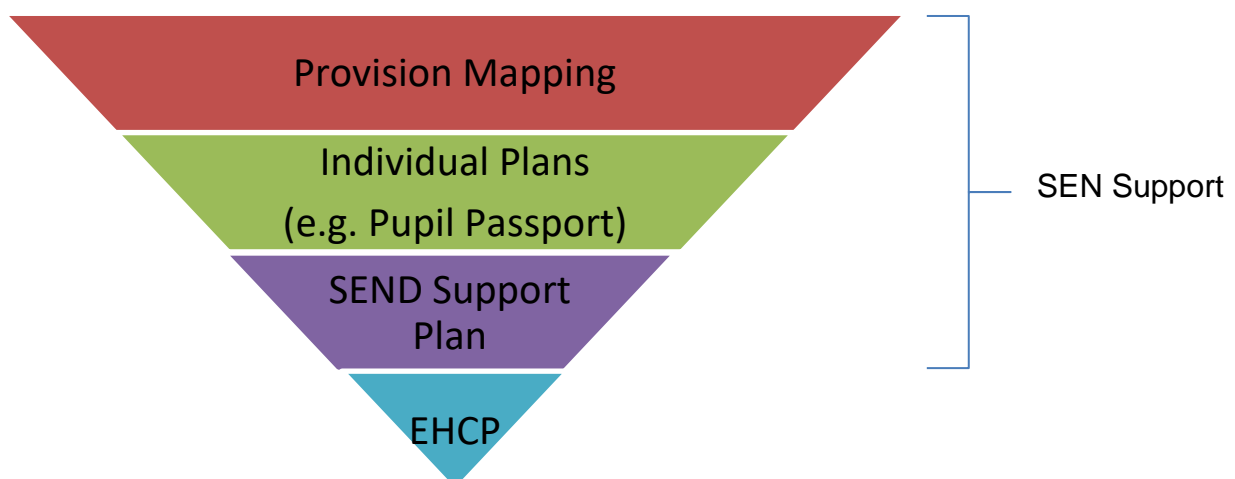 Provision Mapping
Individual Plans
(e.g. Pupil Passport)
SEN Support
SEND Support
Plan
EHCP